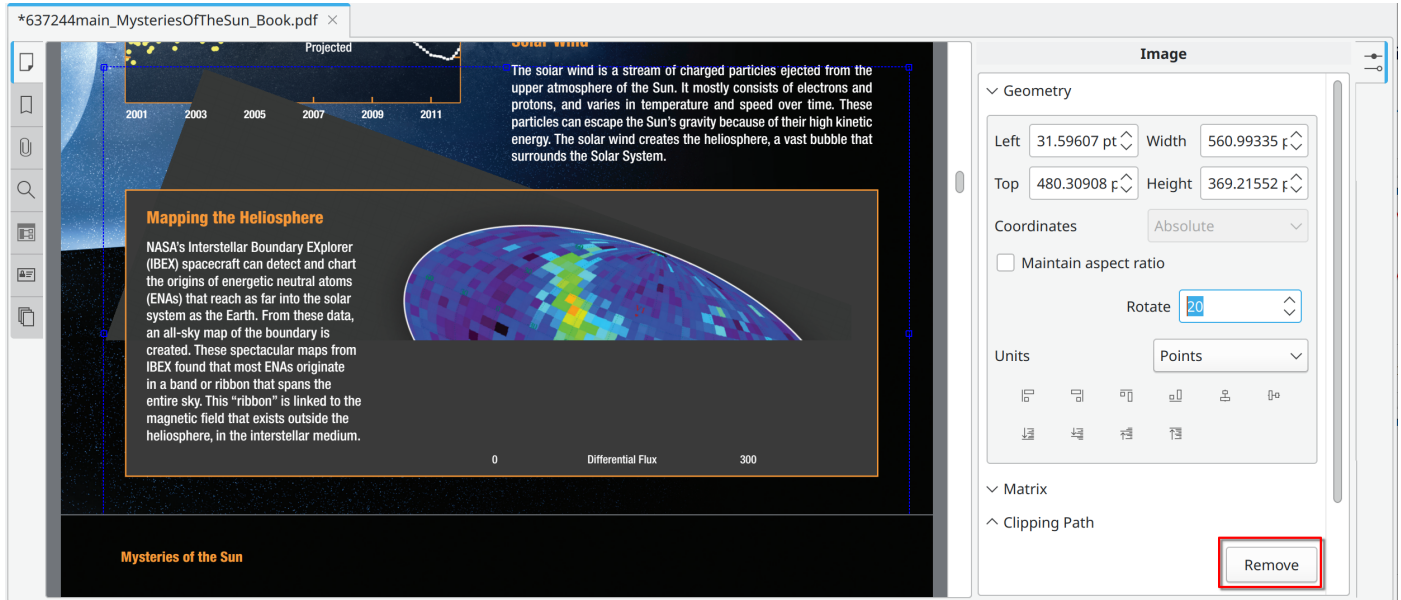 *637244main_MysteriesOfTheSun_Book.pdf
Projected
2001 2003 2005 2007 2009 2011
The solar wind is a stream of charged particles ejected from the
upper atmosphere of the Sun. It mostly consists of electrons and
protons, and varies in temperature and speed over time. These
particles can escape the Sun's gravity because of their high kinetic
energy. The solar wind creates the heliosphere, a vast bubble that
surrounds the Solar System.
Mapping the Heliosphere
NASA's Interstellar Boundary EXplorer
(IBEX) spacecraft can detect and chart
the origins of energetic neutral atoms
(ENAs) that reach as far into the solar
system as the Earth. From these data,
an all-sky map of the boundary is
created. These spectacular maps from
IBEX found that most ENAs originate
in a band or ribbon that spans the
entire sky. This “ribbon” is linked to the
magnetic field that exists outside the
heliosphere, in the interstellar medium.
0 Differential Flux 300
Mysteries of the Sun
Image
Geometry
Left 31.59607 pt Width 560.99335 p
Top 480.30908 p Height 369.21552 p
Coordinates Absolute
Maintain aspect ratio
Rotate 20
Units Points
Matrix
Clipping Path
Remove